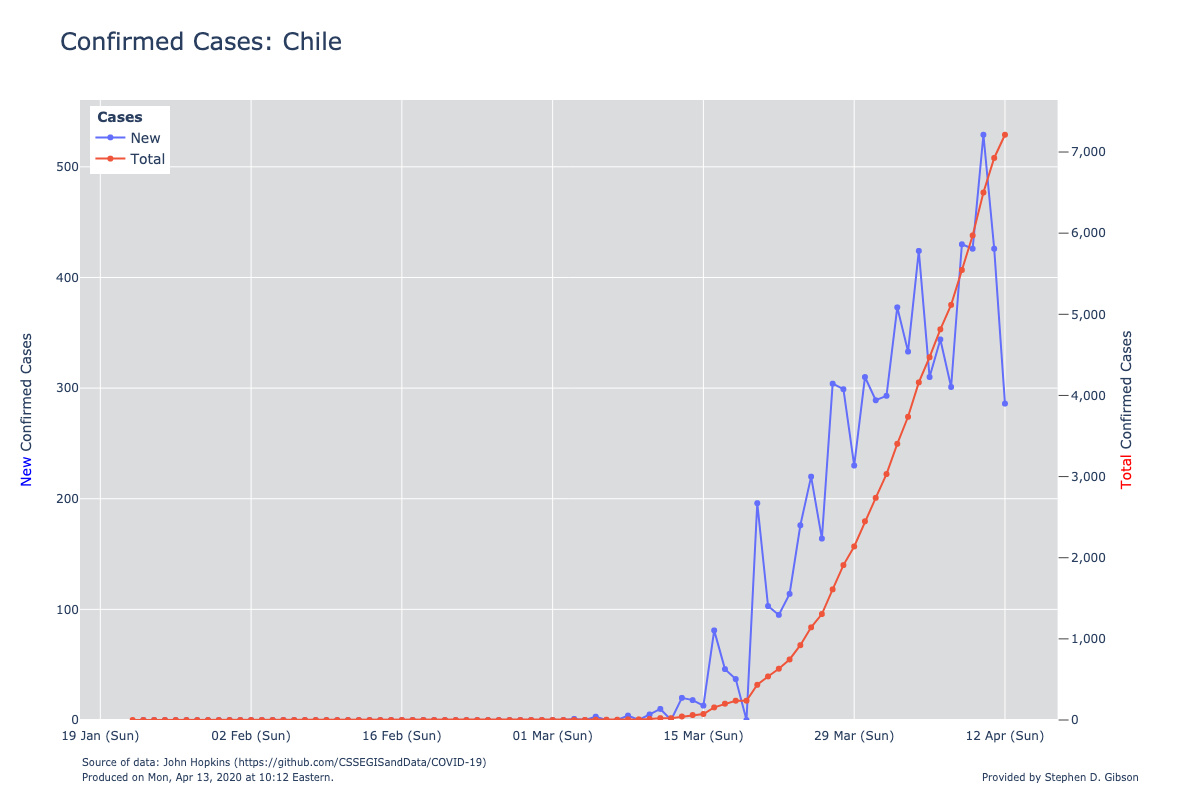 Confirmed Cases: Chile
Cases
New
Total
500
400
300
200
100
0
7,000
6,000
5,000
4,000
3,000
2,000
1,000
0
New Confirmed Cases
Total Confirmed Cases
19 Jan (Sun)
02 Feb (Sun)
16 Feb (Sun)
01 Mar (Sun)
15 Mar (Sun)
29 Mar (Sun)
12 Apr (Sun)
Source of data: John Hopkins (https://github.com/CSSEGISandData/COVID-19)
Produced on Mon, Apr 13, 2020 at 10:12 Eastern.
Provided by Stephen D. Gibson